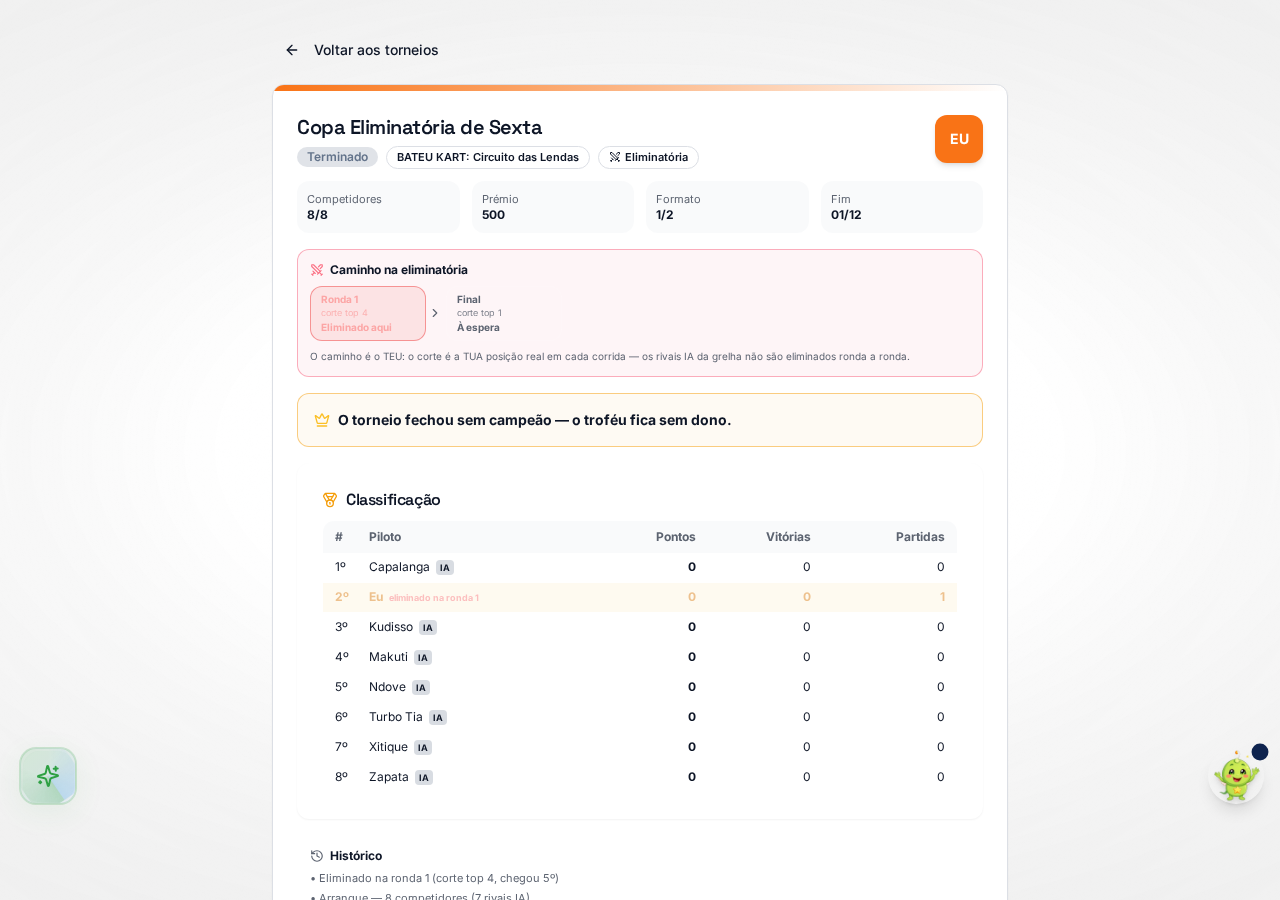 Voltar aos torneios
Copa Eliminatória de Sexta
EU
Terminado
BATEU KART: Circuito das Lendas
Eliminatória
Competidores
8/8
Prémio
500
Formato
1/2
Fim
01/12
Caminho na eliminatória
Ronda 1
corte top 4
Eliminado aqui
Final
corte top 1
À espera
O caminho é o TEU: o corte é a TUA posição real em cada corrida — os rivais IA da grelha não são eliminados ronda a ronda.
O torneio fechou sem campeão — o troféu fica sem dono.
Classificação
# Piloto Pontos Vitórias Partidas
1º Capalanga IA 0 0 0
2º Eu eliminado na ronda 1 0 0 1
3º Kudisso IA 0 0 0
4º Makuti IA 0 0 0
5º Ndove IA 0 0 0
6º Turbo Tia IA 0 0 0
7º Xitique IA 0 0 0
8º Zapata IA 0 0 0
Histórico
• Eliminado na ronda 1 (corte top 4, chegou 5º)
• Arranque — 8 competidores (7 rivais IA)